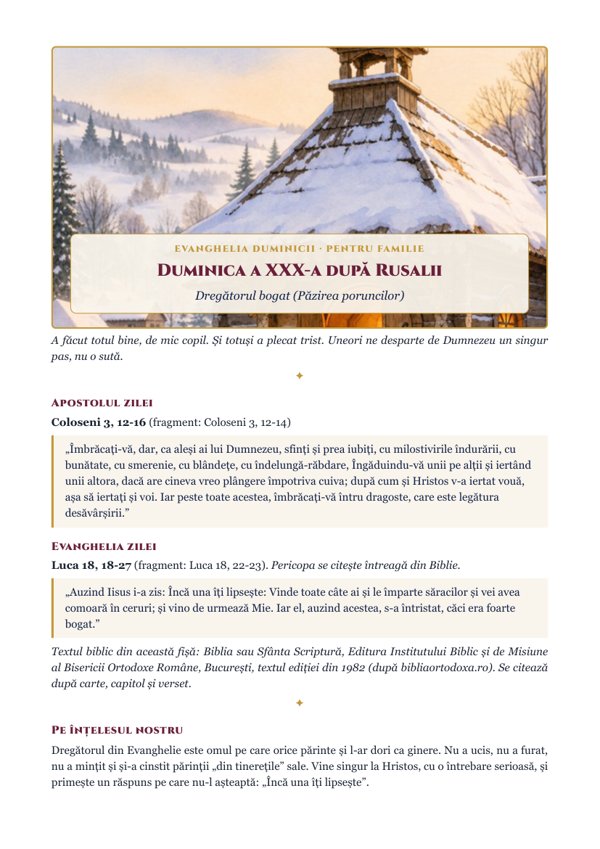 EVANGHELIA DUMINICII · PENTRU FAMILIE
DUMINICA A XXX-A DUPĂ RUSALII
Dregătorul bogat (Păzirea poruncilor)
A făcut totul bine, de mic copil. Și totuși a plecat trist. Uneori ne desparte de Dumnezeu un singur
pas, nu o sută.
APOSTOLUL ZILEI
Coloseni 3, 12-16 (fragment: Coloseni 3, 12-14)
„Îmbrăcați-vă, dar, ca aleși ai lui Dumnezeu, sfinți și prea iubiți, cu milostivirile îndurării, cu
bunătate, cu smerenie, cu blândețe, cu îndelungă-răbdare, Îngăduindu-vă unii pe alții și iertând
unii altora, dacă are cineva vreo plângere împotriva cuiva; după cum și Hristos v-a iertat vouă,
așa să iertați și voi. Iar peste toate acestea, îmbrăcați-vă întru dragoste, care este legătura
desăvârșirii.”
EVANGHELIA ZILEI
Luca 18, 18-27 (fragment: Luca 18, 22-23). Pericopa se citește întreagă din Biblie.
„Auzind Iisus i-a zis: Încă una îți lipsește: Vinde toate câte ai și le împarte săracilor și vei avea
comoară în ceruri; și vino de urmează Mie. Iar el, auzind acestea, s-a întristat, căci era foarte
bogat.”
Textul biblic din această fișă: Biblia sau Sfânta Scriptură, Editura Institutului Biblic și de Misiune
al Bisericii Ortodoxe Române, București, textul ediției din 1982 (după bibliaortodoxa.ro). Se citează
după carte, capitol și verset.
PE ÎNȚELESUL NOSTRU
Dregătorul din Evanghelie este omul pe care orice părinte și l-ar dori ca ginere. Nu a ucis, nu a furat,
nu a mințit și și-a cinstit părinții „din tinerețile” sale. Vine singur la Hristos, cu o întrebare serioasă, și
primește un răspuns pe care nu-l aștepta: „Încă una îți lipsește”.